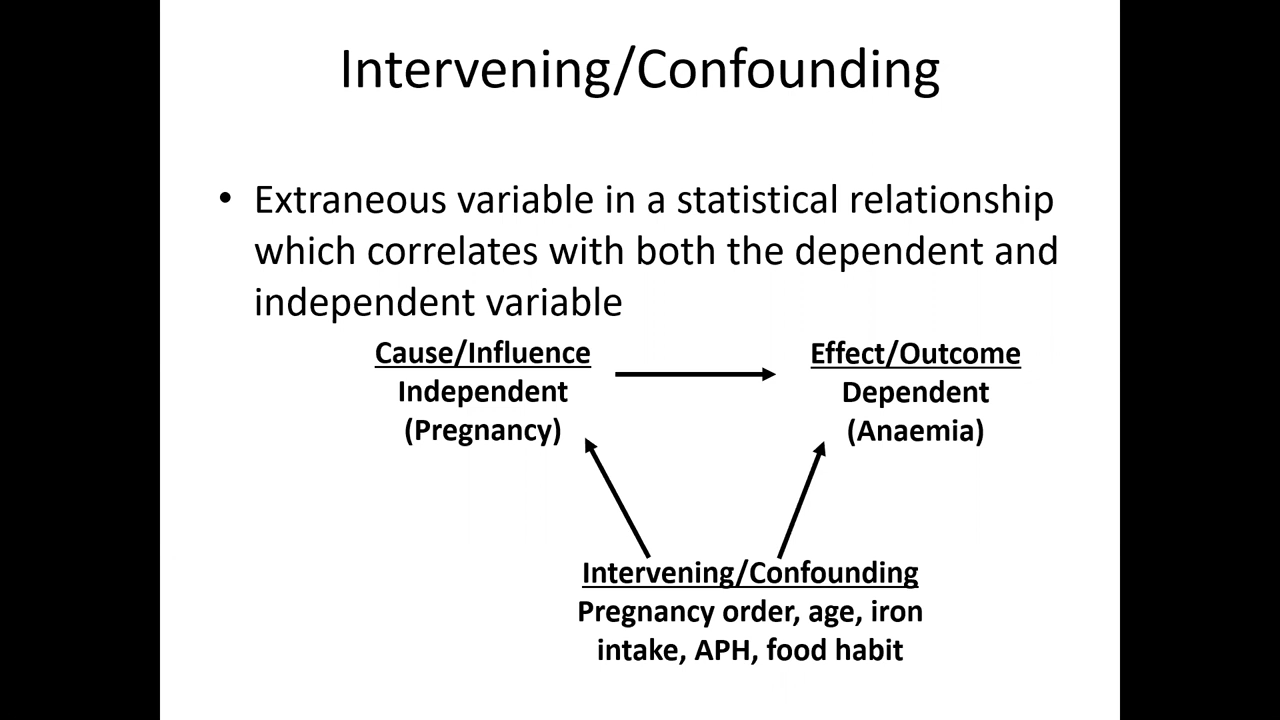 Intervening/Confounding
• Extraneous variable in a statistical relationship
which correlates with both the dependent and
independent variable
Cause/Influence
Independent
(Pregnancy)
Effect/Outcome
Dependent
(Anaemia)
Intervening/Confounding
Pregnancy order, age, iron
intake, APH, food habit